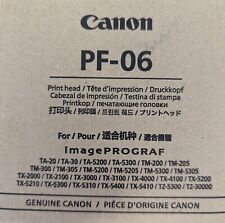 Canon
PF-06
Print head / Tête d'impression / Druckkopf
Cabezal de impresión / Testina di stampa
Printkop / печатающие головки
打印头 / 列印頭 / 프린트 헤드 / プリントヘッド
For / Pour / 适合机种 / 適合機種
imagePROGRAF
TA-20 / TA-30 / TA-5200 / TA-5300 / TM-200 / TM-205
TM-300 / TM-305 / TM-5200 / TM-5205 / TM-5300 / TM-5305
TX-2000 / TX-2100 / TX-3000 / TX-3100 / TX-4000 / TX-4100 / TX-5200
TX-5210 / TX-5300 / TX-5310 / TX-5400 / TX-5410 / TZ-5300 / TZ-30000
GENUINE CANON / PIÈCE D'ORIGINE CANON